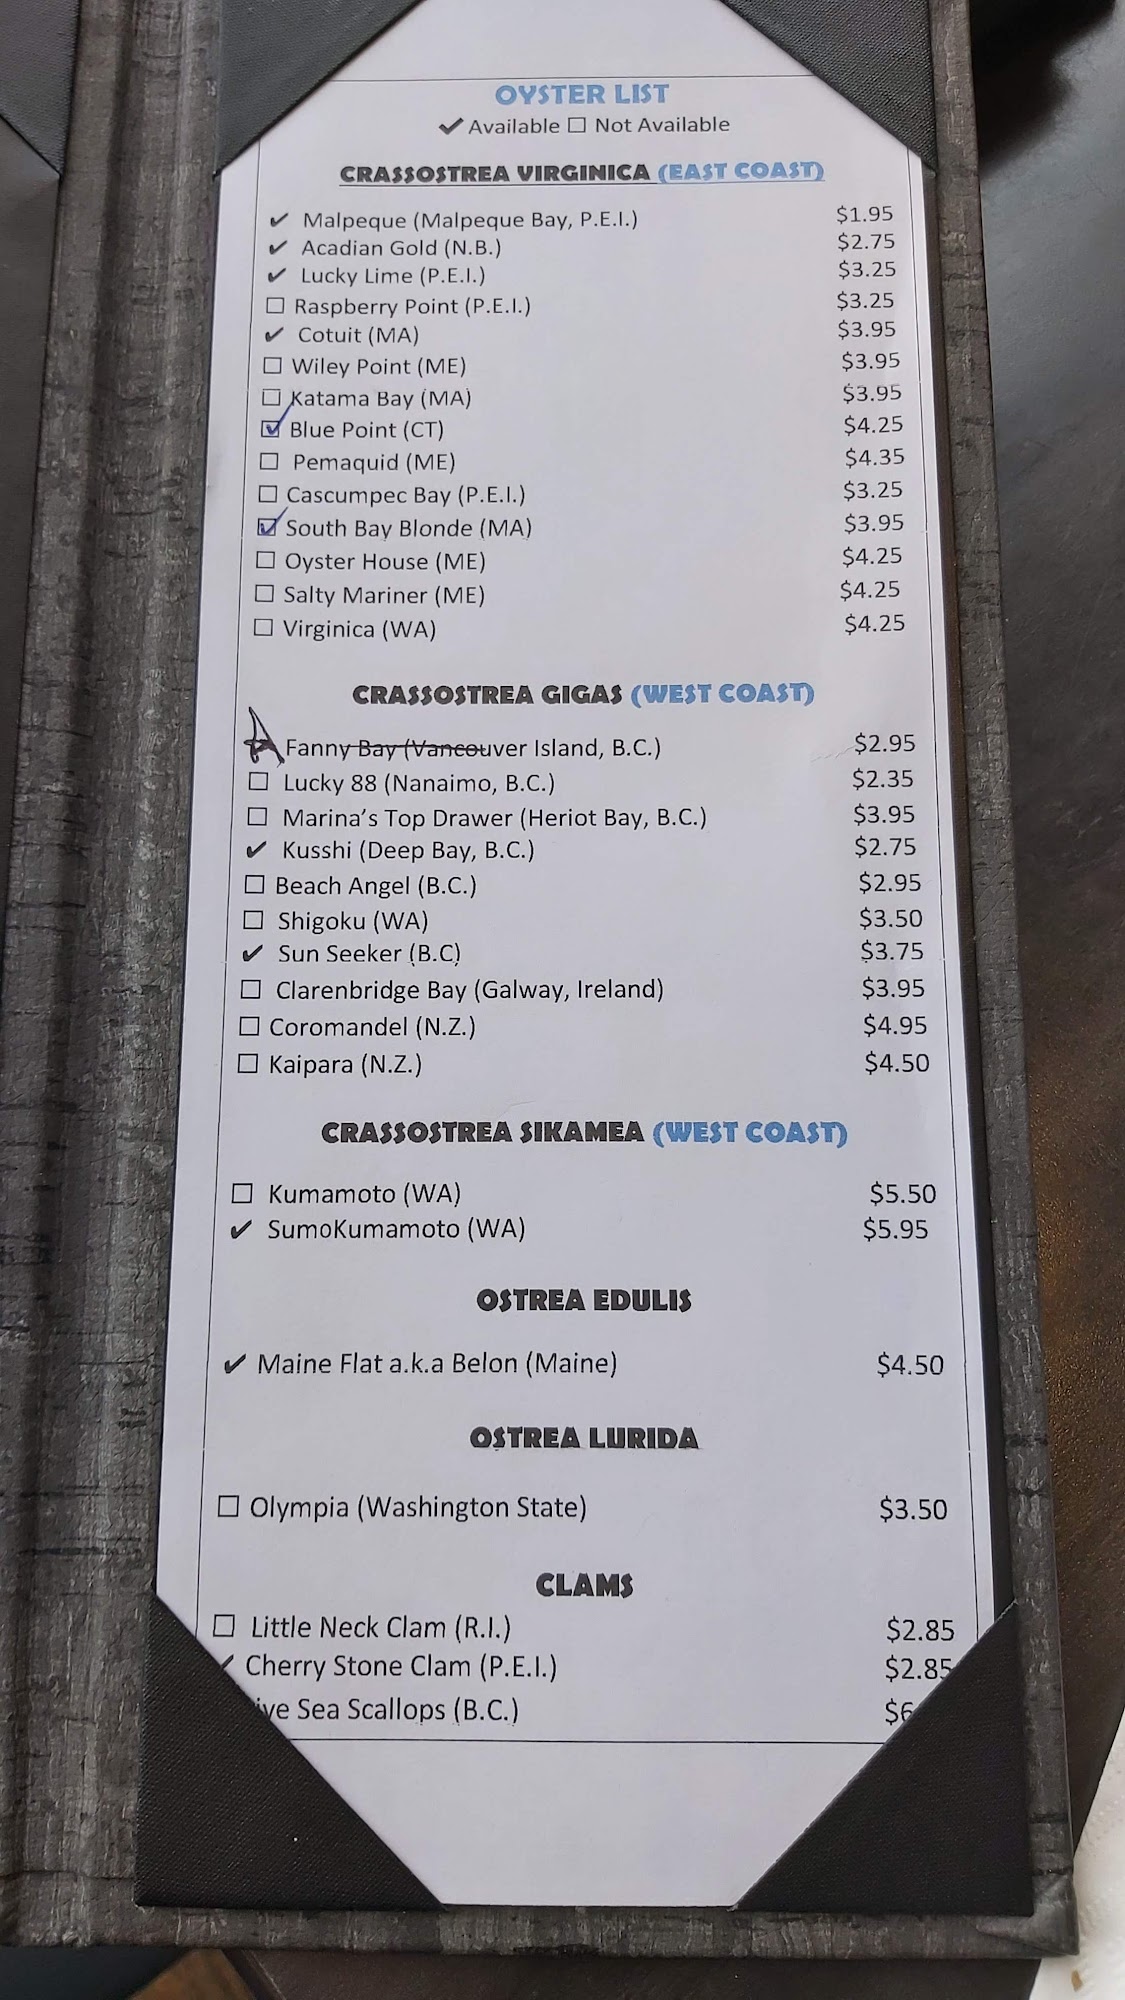 OYSTER LIST
✔ Available ☐ Not Available
CRASSOSTREA VIRGINICA (EAST COAST)
✔ Malpeque (Malpeque Bay, P.E.I.) $1.95
✔ Acadian Gold (N.B.) $2.75
✔ Lucky Lime (P.E.I.) $3.25
☐ Raspberry Point (P.E.I.) $3.25
✔ Cotuit (MA) $3.95
☐ Wiley Point (ME) $3.95
☐ Katama Bay (MA) $3.95
☑ Blue Point (CT) $4.25
☐ Pemaquid (ME) $4.35
☐ Cascumpec Bay (P.E.I.) $3.25
☑ South Bay Blonde (MA) $3.95
☐ Oyster House (ME) $4.25
☐ Salty Mariner (ME) $4.25
☐ Virginica (WA) $4.25
CRASSOSTREA GIGAS (WEST COAST)
Fanny Bay (Vancouver Island, B.C.) $2.95
☐ Lucky 88 (Nanaimo, B.C.) $2.35
☐ Marina's Top Drawer (Heriot Bay, B.C.) $3.95
✔ Kusshi (Deep Bay, B.C.) $2.75
☐ Beach Angel (B.C.) $2.95
☐ Shigoku (WA) $3.50
✔ Sun Seeker (B.C) $3.75
☐ Clarenbridge Bay (Galway, Ireland) $3.95
☐ Coromandel (N.Z.) $4.95
☐ Kaipara (N.Z.) $4.50
CRASSOSTREA SIKAMEA (WEST COAST)
☐ Kumamoto (WA) $5.50
✔ SumoKumamoto (WA) $5.95
OSTREA EDULIS
✔ Maine Flat a.k.a Belon (Maine) $4.50
OSTREA LURIDA
☐ Olympia (Washington State) $3.50
CLAMS
☐ Little Neck Clam (R.I.) $2.85
✔ Cherry Stone Clam (P.E.I.) $2.85
Sea Scallops (B.C.)